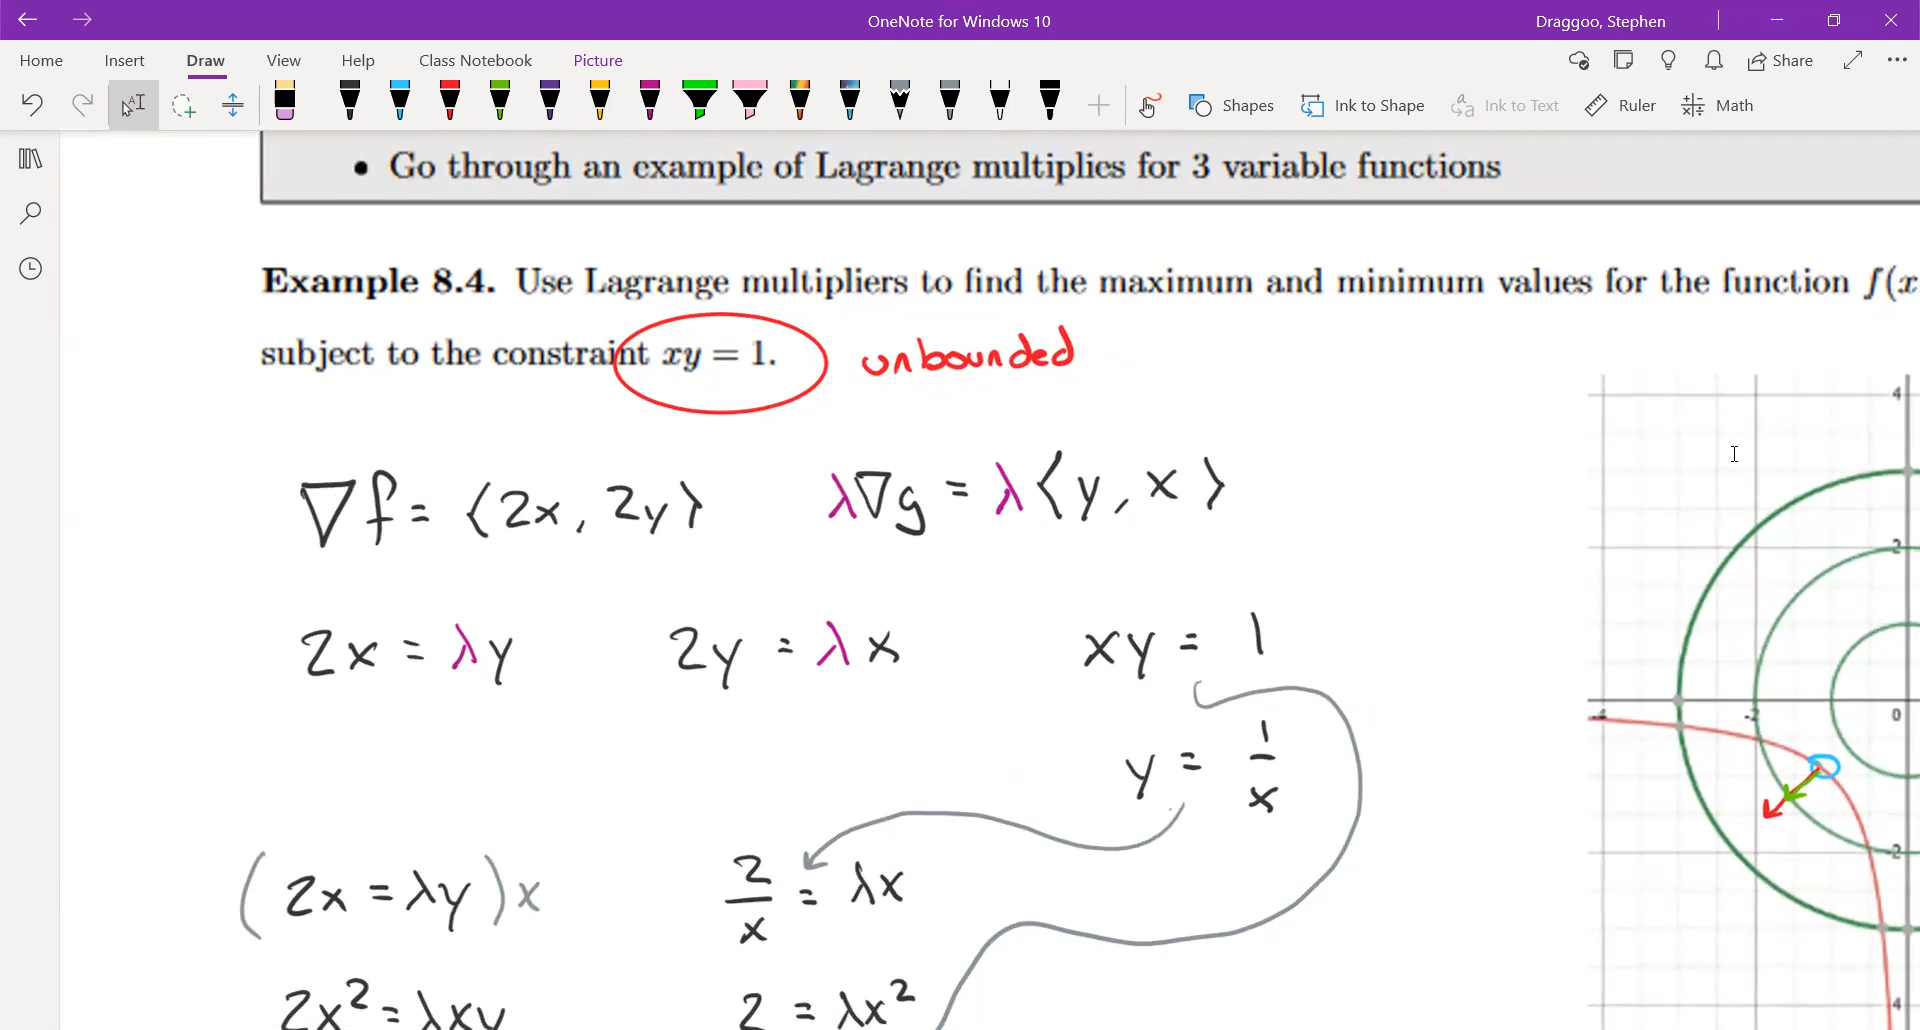 OneNote for Windows 10
Draggoo, Stephen
Home Insert Draw View Help Class Notebook Picture
Share
Shapes Ink to Shape Ink to Text Ruler Math
• Go through an example of Lagrange multiplies for 3 variable functions
Example 8.4. Use Lagrange multipliers to find the maximum and minimum values for the function f(x
subject to the constraint xy = 1. unbounded
∇f = ⟨2x, 2y⟩ λ∇g = λ⟨y, x⟩
2x = λy 2y = λx xy = 1
y = 1/x
(2x = λy)x 2/x = λx
2x² = λxy 2 = λx²
4
2
-4 -2 0
-2
-4